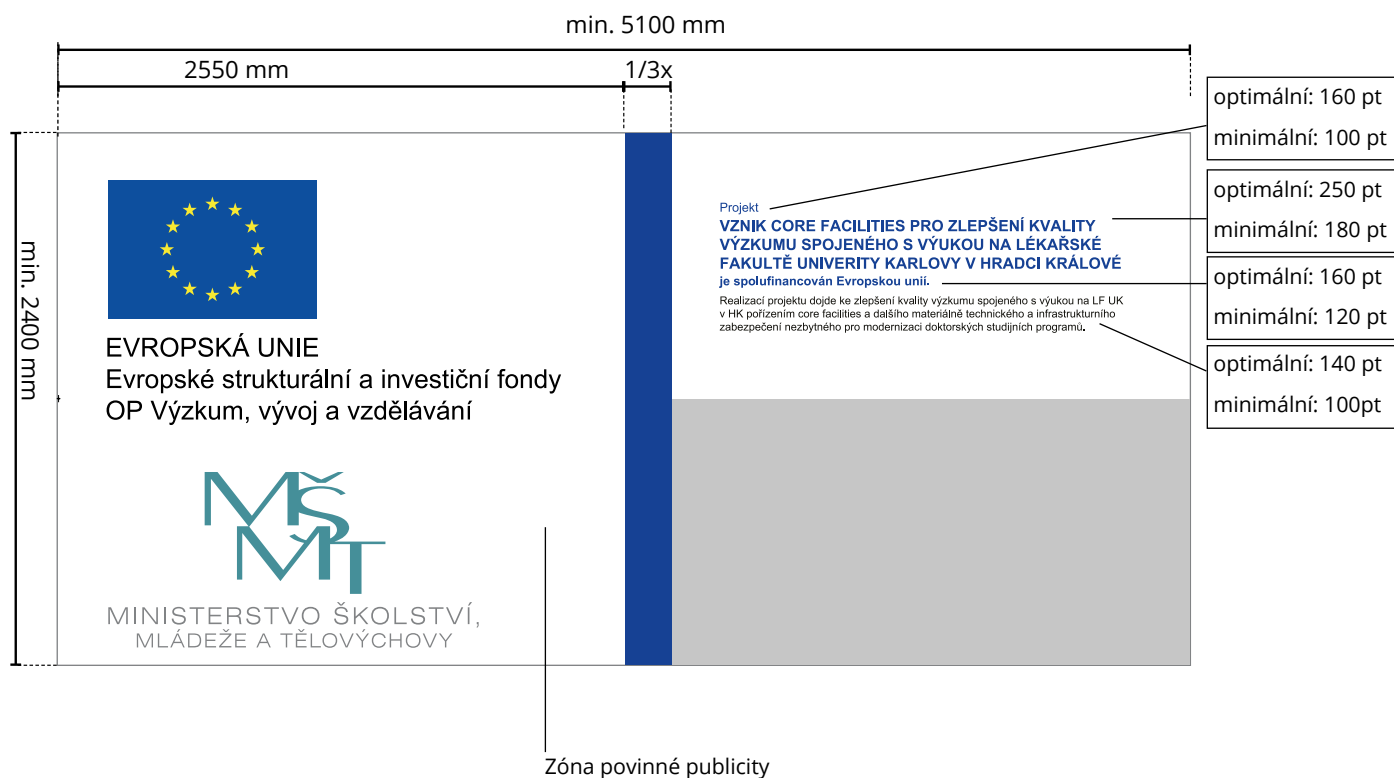 min. 5100 mm
2550 mm
1/3x
min. 2400 mm
EVROPSKÁ UNIE
Evropské strukturální a investiční fondy
OP Výzkum, vývoj a vzdělávání
MŠ
MT
MINISTERSTVO ŠKOLSTVÍ,
MLÁDEŽE A TĚLOVÝCHOVY
Projekt
VZNIK CORE FACILITIES PRO ZLEPŠENÍ KVALITY
VÝZKUMU SPOJENÉHO S VÝUKOU NA LÉKAŘSKÉ
FAKULTĚ UNIVERITY KARLOVY V HRADCI KRÁLOVÉ
je spolufinancován Evropskou unií.
Realizací projektu dojde ke zlepšení kvality výzkumu spojeného s výukou na LF UK
v HK pořízením core facilities a dalšího materiálně technického a infrastrukturního
zabezpečení nezbytného pro modernizaci doktorských studijních programů.
optimální: 160 pt
minimální: 100 pt
optimální: 250 pt
minimální: 180 pt
optimální: 160 pt
minimální: 120 pt
optimální: 140 pt
minimální: 100pt
Zóna povinné publicity